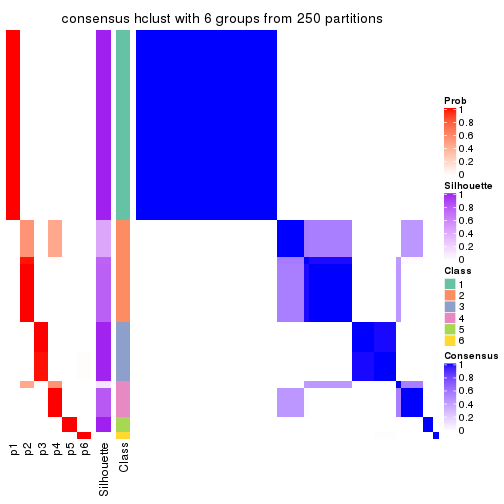 consensus hclust with 6 groups from 250 partitions
Prob
1
0.8
0.6
0.4
0.2
0
Silhouette
1
0.8
0.6
0.4
0.2
0
Class
1
2
3
4
5
6
Consensus
1
0.8
0.6
0.4
0.2
0
p1
p2
p3
p4
p5
p6
Silhouette
Class